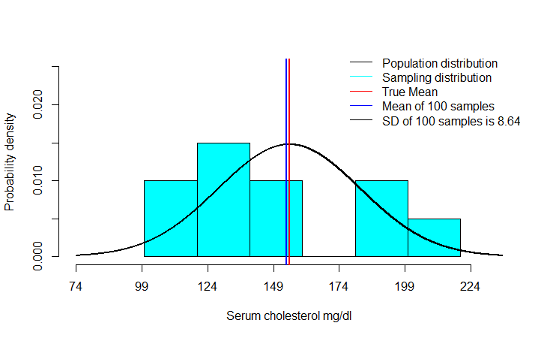 Population distribution
Sampling distribution
True Mean
Mean of 100 samples
SD of 100 samples is 8.64
Probability density
0.020
0.010
0.000
74 99 124 149 174 199 224
Serum cholesterol mg/dl